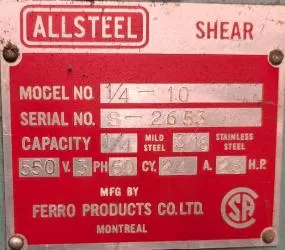 ALLSTEEL SHEAR
MODEL NO. 1/4-10
SERIAL NO. S-2653
CAPACITY 1/4 MILD STEEL 3/16 STAINLESS STEEL
550 V. 3 PH 60 CY. 24 A. 25 H.P.
MFG BY
FERRO PRODUCTS CO. LTD.
MONTREAL
CSA